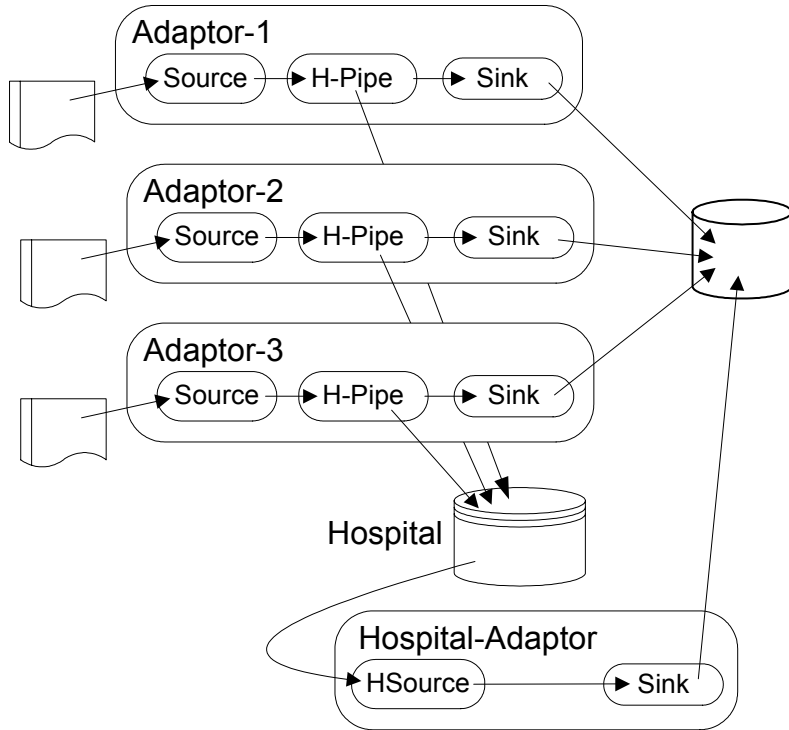 Adaptor-1
Source H-Pipe Sink
Adaptor-2
Source H-Pipe Sink
Adaptor-3
Source H-Pipe Sink
Hospital
Hospital-Adaptor
HSource Sink